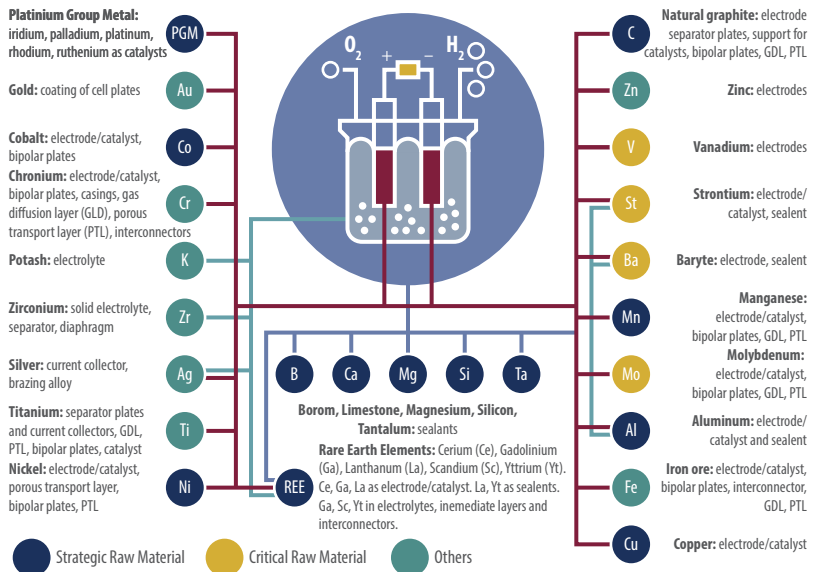 Platinium Group Metal:
iridium, palladium, platinum,
rhodium, ruthenium as catalysts
PGM
Gold: coating of cell plates
Au
Cobalt: electrode/catalyst,
bipolar plates
Co
Chronium: electrode/catalyst,
bipolar plates, casings, gas
diffusion layer (GLD), porous
transport layer (PTL), interconnectors
Cr
Potash: electrolyte
K
Zirconium: solid electrolyte,
separator, diaphragm
Zr
Silver: current collector,
brazing alloy
Ag
Titanium: separator plates
and current collectors, GDL,
PTL, bipolar plates, catalyst
Ti
Nickel: electrode/catalyst,
porous transport layer,
bipolar plates, PTL
Ni
O2
+
−
H2
B
Ca
Mg
Si
Ta
Borom, Limestone, Magnesium, Silicon,
Tantalum: sealants
REE
Rare Earth Elements: Cerium (Ce), Gadolinium
(Ga), Lanthanum (La), Scandium (Sc), Yttrium (Yt).
Ce, Ga, La as electrode/catalyst. La, Yt as sealents.
Ga, Sc, Yt in electrolytes, inemediate layers and
interconnectors.
C
Natural graphite: electrode
separator plates, support for
catalysts, bipolar plates, GDL, PTL
Zn
Zinc: electrodes
V
Vanadium: electrodes
St
Strontium: electrode/
catalyst, sealent
Ba
Baryte: electrode, sealent
Mn
Manganese:
electrode/catalyst,
bipolar plates, GDL, PTL
Mo
Molybdenum:
electrode/catalyst,
bipolar plates, GDL, PTL
Al
Aluminum: electrode/
catalyst and sealent
Fe
Iron ore: electrode/catalyst,
bipolar plates, interconnector,
GDL, PTL
Cu
Copper: electrode/catalyst
Strategic Raw Material
Critical Raw Material
Others